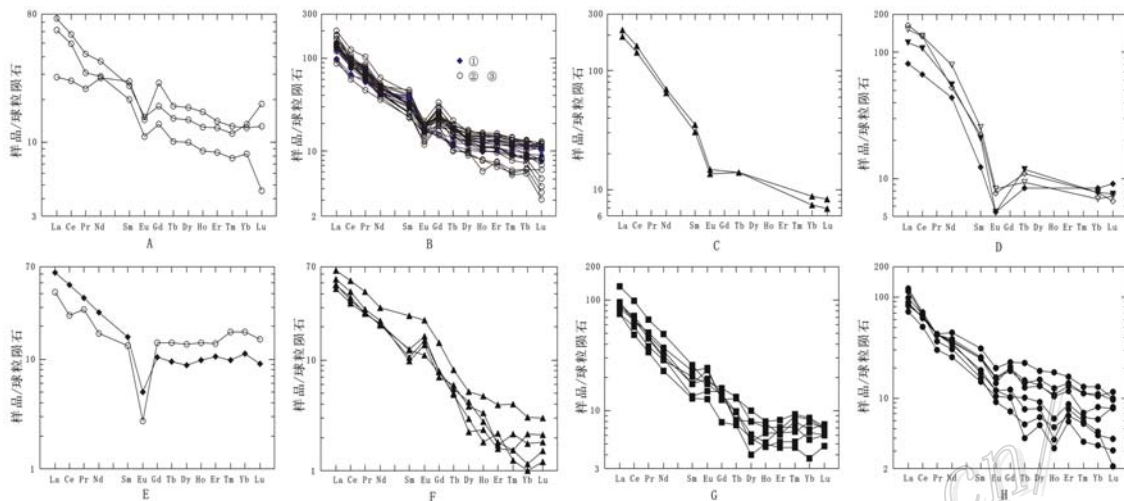 80
10
3
样品/球粒陨石
La Ce Pr Nd Sm Eu Gd Tb Dy Ho Er Tm Yb Lu
A
300
100
10
2
样品/球粒陨石
①
② ③
La Ce Pr Nd Sm Eu Gd Tb Dy Ho Er Tm Yb Lu
B
300
100
10
6
样品/球粒陨石
La Ce Pr Nd Sm Eu Gd Tb Dy Ho Er Tm Yb Lu
C
200
100
10
5
样品/球粒陨石
La Ce Pr Nd Sm Eu Gd Tb Dy Ho Er Tm Yb Lu
D
70
10
1
样品/球粒陨石
La Ce Pr Nd Sm Eu Gd Tb Dy Ho Er Tm Yb Lu
E
70
10
1
样品/球粒陨石
La Ce Pr Nd Sm Eu Gd Tb Dy Ho Er Tm Yb Lu
F
200
100
10
3
样品/球粒陨石
La Ce Pr Nd Sm Eu Gd Tb Dy Ho Er Tm Yb Lu
G
200
100
10
2
样品/球粒陨石
La Ce Pr Nd Sm Eu Gd Tb Dy Ho Er Tm Yb Lu
H